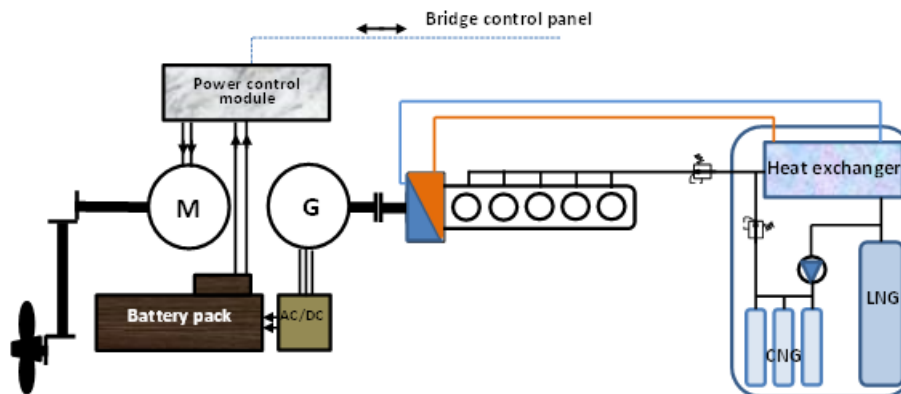 Bridge control panel
Power control
module
Heat exchanger
M
G
LNG
Battery pack
AC/DC
CNG